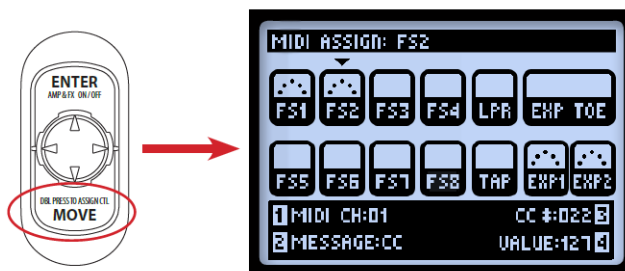 ENTER
AMP & FX ON / OFF
DBL PRESS TO ASSIGN CTL
MOVE
MIDI ASSIGN: FS2
FS1 FS2 FS3 FS4 LPR EXP TOE
FS5 FS6 FS7 FS8 TAP EXP1 EXP2
1 MIDI CH:01 CC #:022 3
2 MESSAGE:CC VALUE:127 4